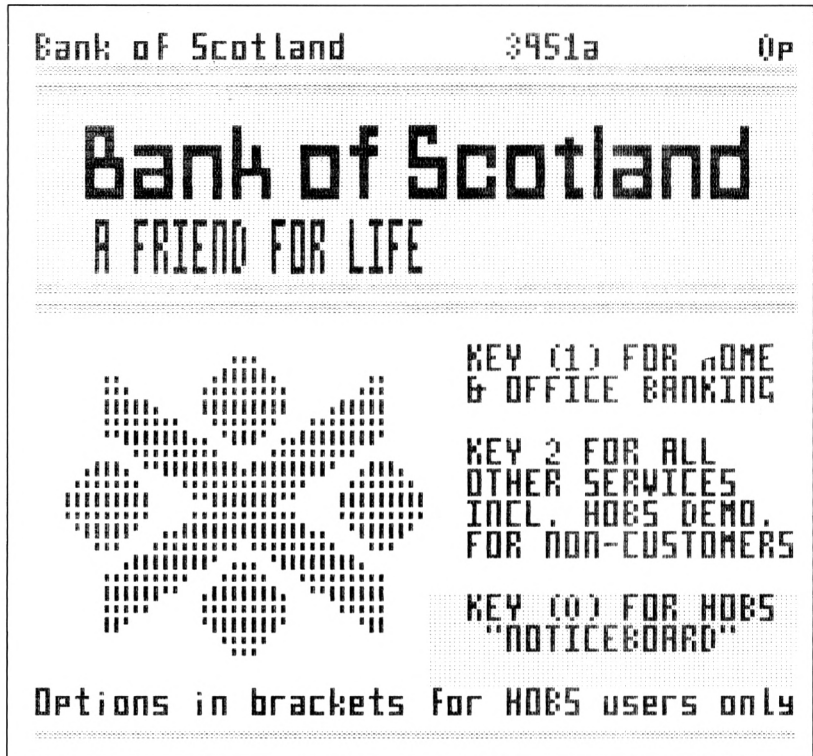 Bank of Scotland 3951a 0p
Bank of Scotland
A FRIEND FOR LIFE
KEY (1) FOR HOME
& OFFICE BANKING
KEY 2 FOR ALL
OTHER SERVICES
INCL. HOBS DEMO.
FOR NON-CUSTOMERS
KEY (0) FOR HOBS
"NOTICEBOARD"
Options in brackets for HOBS users only